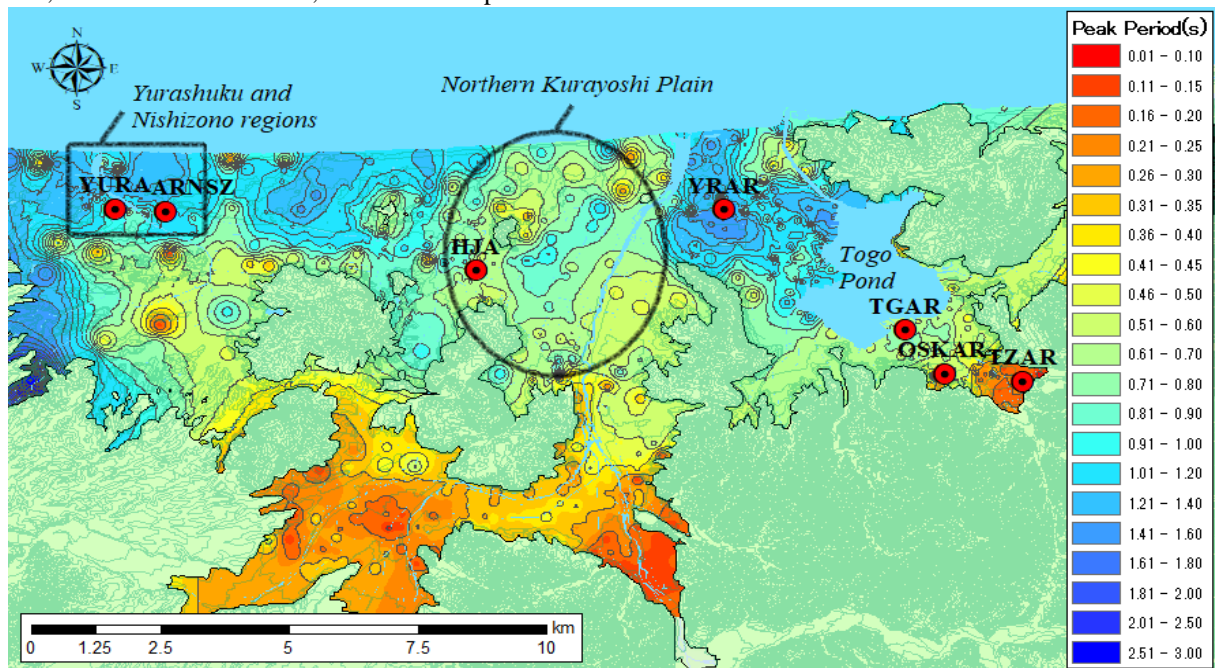 N
W E
S
Yurashuku and
Nishizono regions
Northern Kurayoshi Plain
YURA
ARNSZ
HJA
YRAR
Togo
Pond
TGAR
OSKAR
TZAR
Peak Period(s)
0.01 - 0.10
0.11 - 0.15
0.16 - 0.20
0.21 - 0.25
0.26 - 0.30
0.31 - 0.35
0.36 - 0.40
0.41 - 0.45
0.46 - 0.50
0.51 - 0.60
0.61 - 0.70
0.71 - 0.80
0.81 - 0.90
0.91 - 1.00
1.01 - 1.20
1.21 - 1.40
1.41 - 1.60
1.61 - 1.80
1.81 - 2.00
2.01 - 2.50
2.51 - 3.00
km
0 1.25 2.5 5 7.5 10